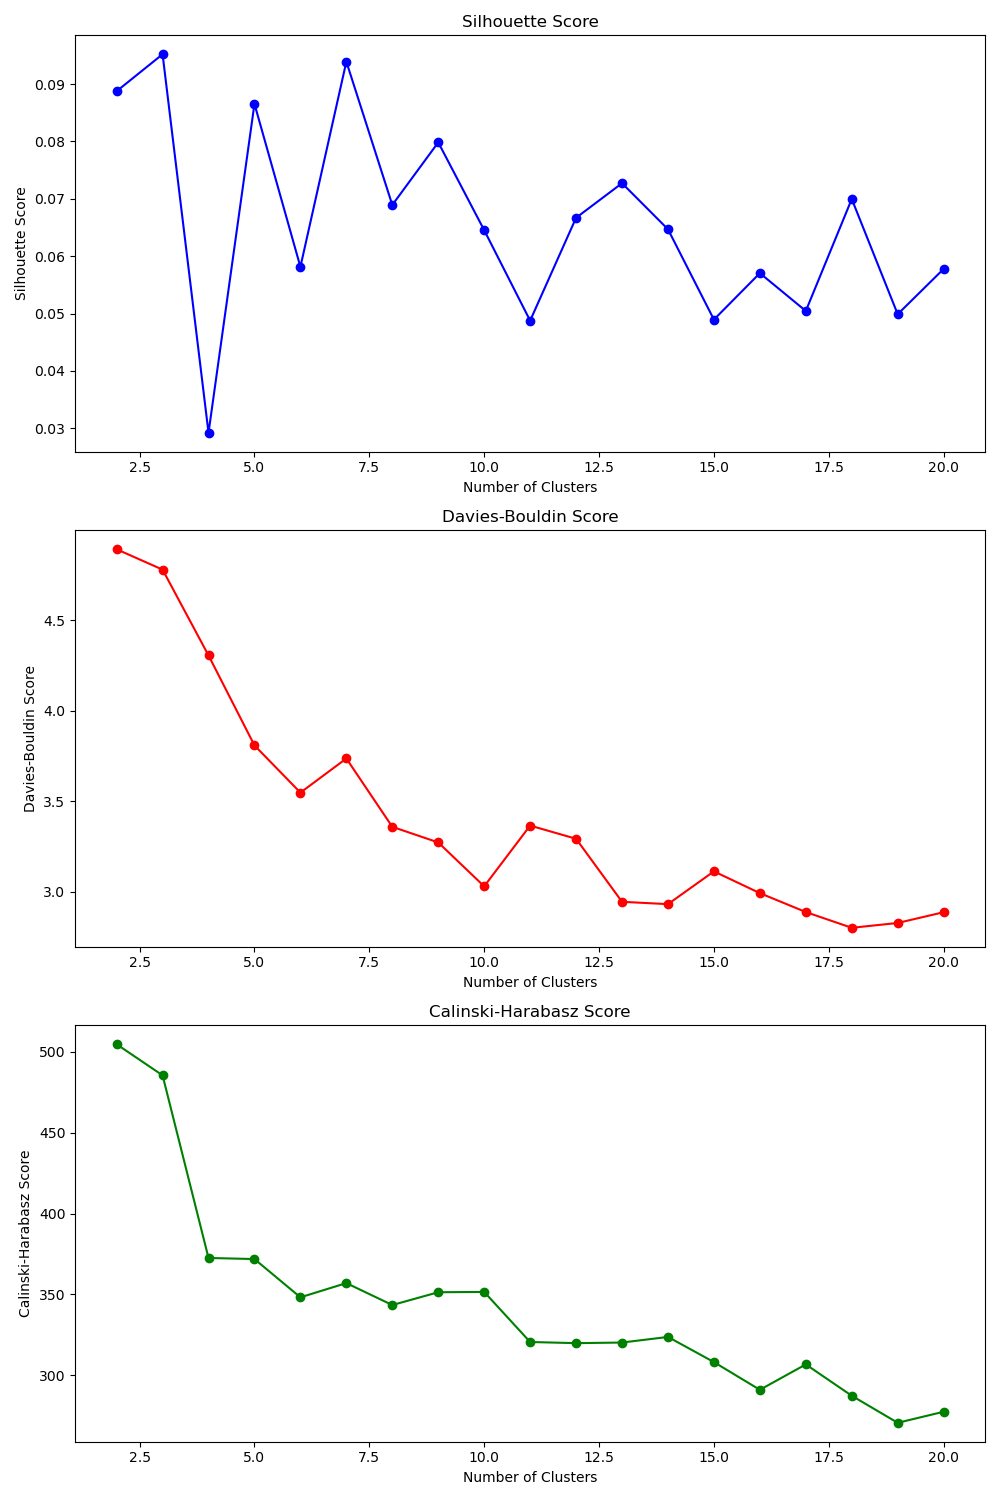 Silhouette Score
Silhouette Score
0.09
0.08
0.07
0.06
0.05
0.04
0.03
2.5 5.0 7.5 10.0 12.5 15.0 17.5 20.0
Number of Clusters
Davies-Bouldin Score
Davies-Bouldin Score
4.5
4.0
3.5
3.0
2.5 5.0 7.5 10.0 12.5 15.0 17.5 20.0
Number of Clusters
Calinski-Harabasz Score
Calinski-Harabasz Score
500
450
400
350
300
2.5 5.0 7.5 10.0 12.5 15.0 17.5 20.0
Number of Clusters